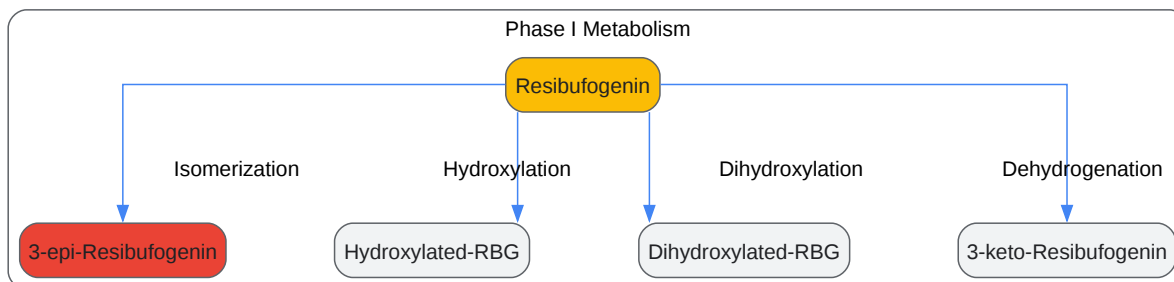 Phase I Metabolism
Resibufogenin
Isomerization
Hydroxylation
Dihydroxylation
Dehydrogenation
3-epi-Resibufogenin
Hydroxylated-RBG
Dihydroxylated-RBG
3-keto-Resibufogenin